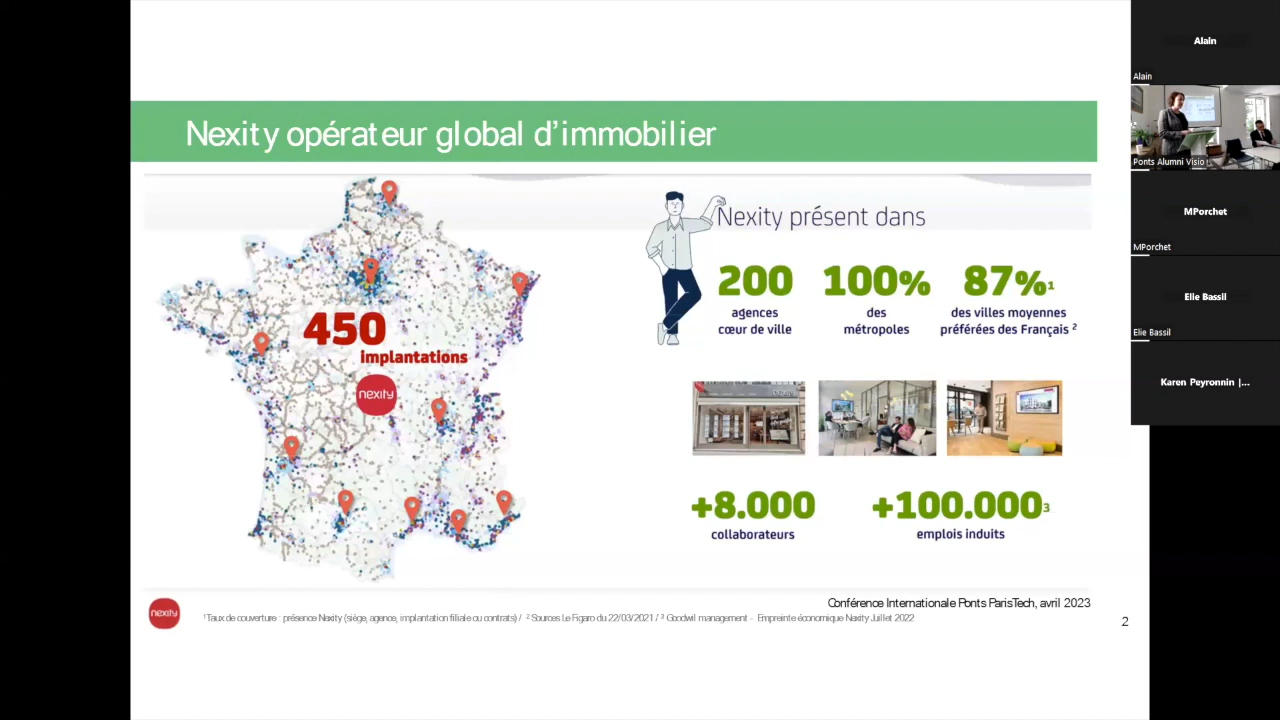 Nexity opérateur global d'immobilier
450
implantations
nexity
Nexity présent dans
200
agences
cœur de ville
100%
des
métropoles
87%¹
des villes moyennes
préférées des Français ²
+8.000
collaborateurs
+100.000³
emplois induits
nexity
Conférence Internationale Ponts ParisTech, avril 2023
¹Taux de couverture : présence Nexity (siège, agence, implantation filiale ou contrats) / ² Sources Le Figaro du 22/03/2021 / ³ Goodwil management - Empreinte économique Nexity Juillet 2022
2
Alain
Alain
Ponts Alumni Visio !
MPorchet
MPorchet
Elie Bassil
Elie Bassil
Karen Peyronnin |...